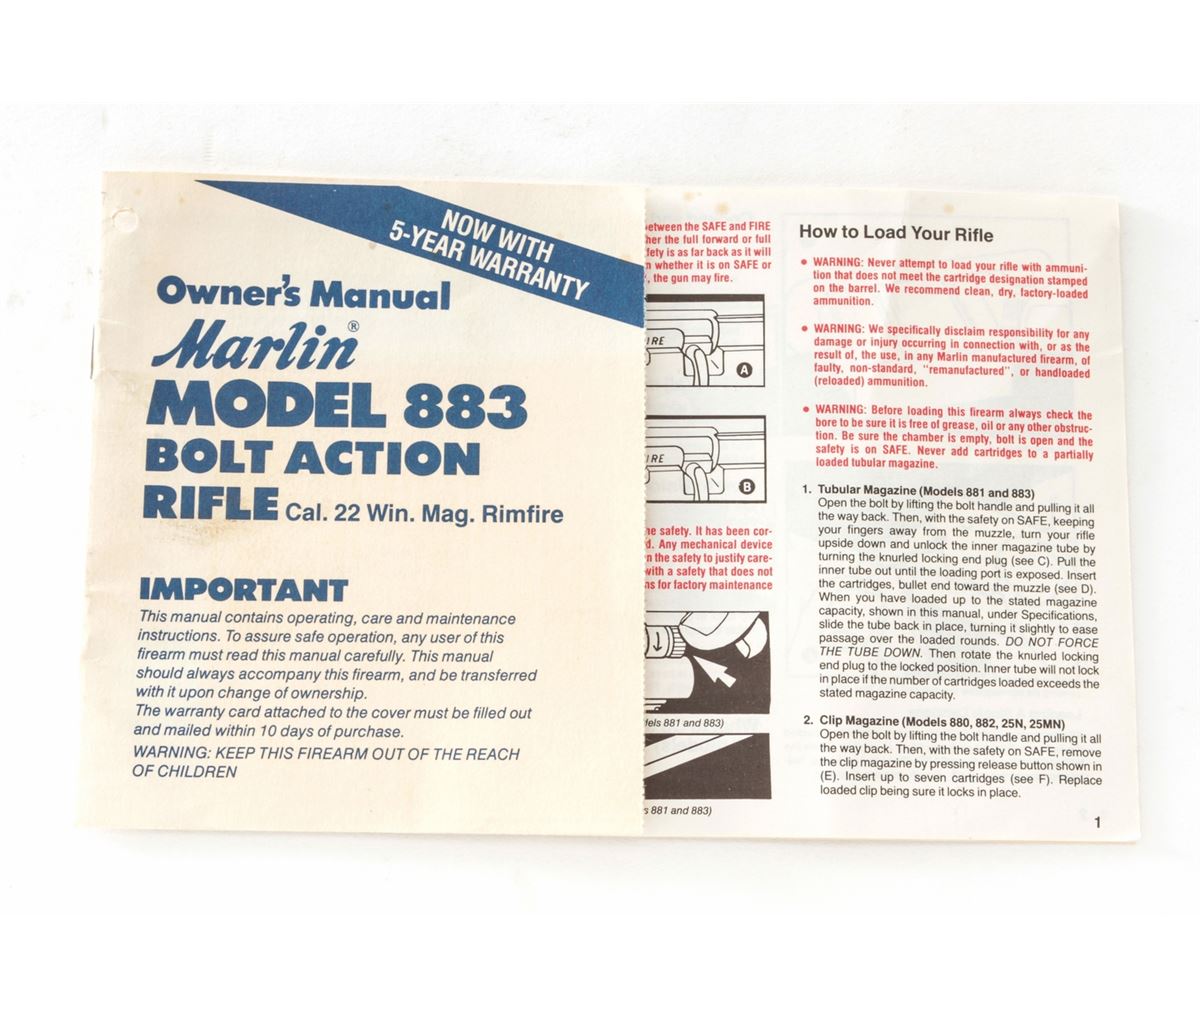 NOW WITH
5-YEAR WARRANTY
Owner's Manual
Marlin®
MODEL 883
BOLT ACTION
RIFLE Cal. 22 Win. Mag. Rimfire
IMPORTANT
This manual contains operating, care and maintenance
instructions. To assure safe operation, any user of this
firearm must read this manual carefully. This manual
should always accompany this firearm, and be transferred
with it upon change of ownership.
The warranty card attached to the cover must be filled out
and mailed within 10 days of purchase.
WARNING: KEEP THIS FIREARM OUT OF THE REACH
OF CHILDREN
between the SAFE and FIRE
her the full forward or full
fety is as far back as it will
n whether it is on SAFE or
, the gun may fire.
IRE
A
IRE
B
he safety. It has been cor-
d. Any mechanical device
n the safety to justify care-
with a safety that does not
ns for factory maintenance
dels 881 and 883)
s 881 and 883)
How to Load Your Rifle
• WARNING: Never attempt to load your rifle with ammuni-
tion that does not meet the cartridge designation stamped
on the barrel. We recommend clean, dry, factory-loaded
ammunition.
• WARNING: We specifically disclaim responsibility for any
damage or injury occurring in connection with, or as the
result of, the use, in any Marlin manufactured firearm, of
faulty, non-standard, "remanufactured", or handloaded
(reloaded) ammunition.
• WARNING: Before loading this firearm always check the
bore to be sure it is free of grease, oil or any other obstruc-
tion. Be sure the chamber is empty, bolt is open and the
safety is on SAFE. Never add cartridges to a partially
loaded tubular magazine.
1. Tubular Magazine (Models 881 and 883)
Open the bolt by lifting the bolt handle and pulling it all
the way back. Then, with the safety on SAFE, keeping
your fingers away from the muzzle, turn your rifle
upside down and unlock the inner magazine tube by
turning the knurled locking end plug (see C). Pull the
inner tube out until the loading port is exposed. Insert
the cartridges, bullet end toward the muzzle (see D).
When you have loaded up to the stated magazine
capacity, shown in this manual, under Specifications,
slide the tube back in place, turning it slightly to ease
passage over the loaded rounds. DO NOT FORCE
THE TUBE DOWN. Then rotate the knurled locking
end plug to the locked position. Inner tube will not lock
in place if the number of cartridges loaded exceeds the
stated magazine capacity.
2. Clip Magazine (Models 880, 882, 25N, 25MN)
Open the bolt by lifting the bolt handle and pulling it all
the way back. Then, with the safety on SAFE, remove
the clip magazine by pressing release button shown in
(E). Insert up to seven cartridges (see F). Replace
loaded clip being sure it locks in place.
1